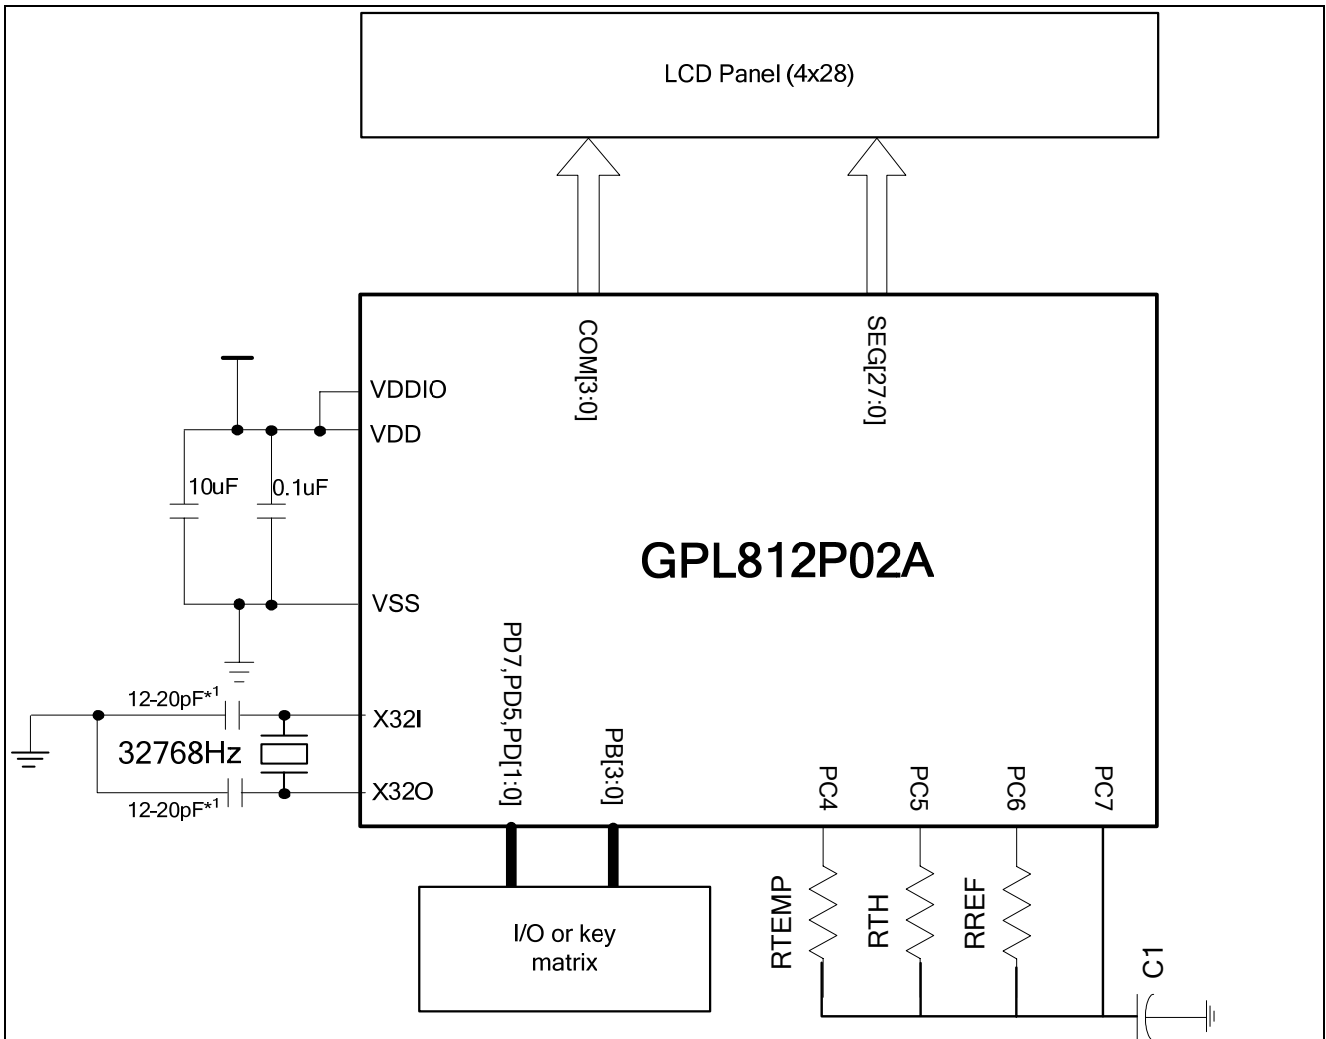 LCD Panel (4x28)
COM[3:0]
SEG[27:0]
VDDIO
VDD
10uF
0.1uF
GPL812P02A
VSS
12-20pF*1
X32I
32768Hz
X32O
12-20pF*1
PD7,PD5,PD[1:0]
PB[3:0]
PC4
PC5
PC6
PC7
I/O or key
matrix
RTEMP
RTH
RREF
C1